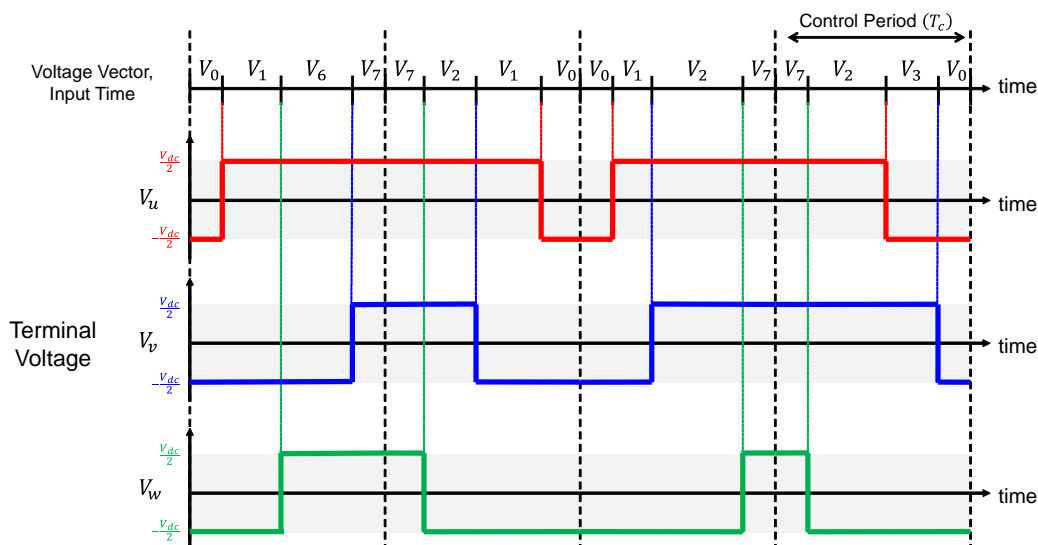 Control Period (T_c)
Voltage Vector,
Input Time
V_0 V_1 V_6 V_7 V_7 V_2 V_1 V_0 V_0 V_1 V_2 V_7 V_7 V_2 V_3 V_0
time
V_dc/2
V_u
time
-V_dc/2
V_dc/2
Terminal
Voltage
V_v
time
-V_dc/2
V_dc/2
V_w
time
-V_dc/2